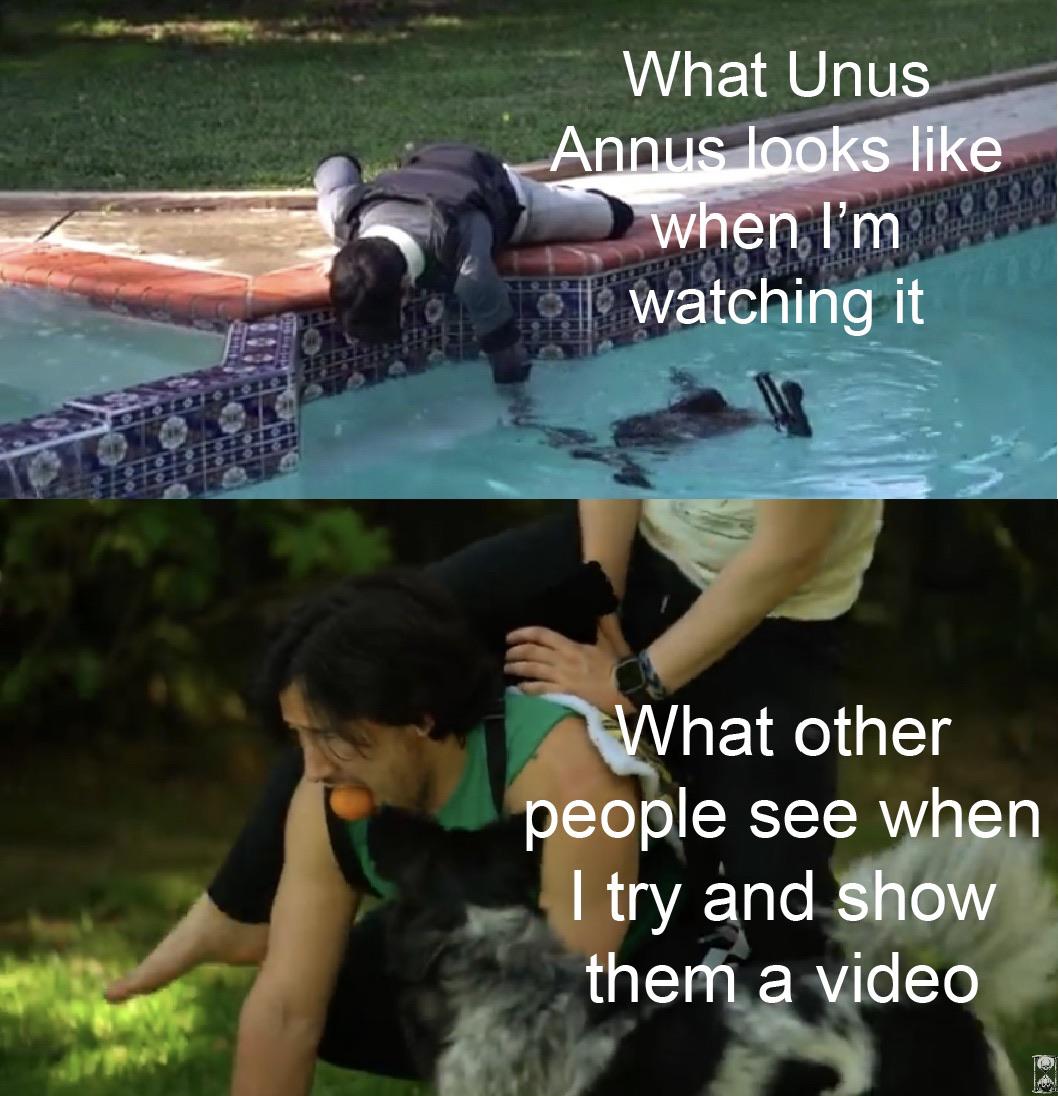 What Unus
Annus looks like
when I’m
watching it
What other
people see when
I try and show
them a video